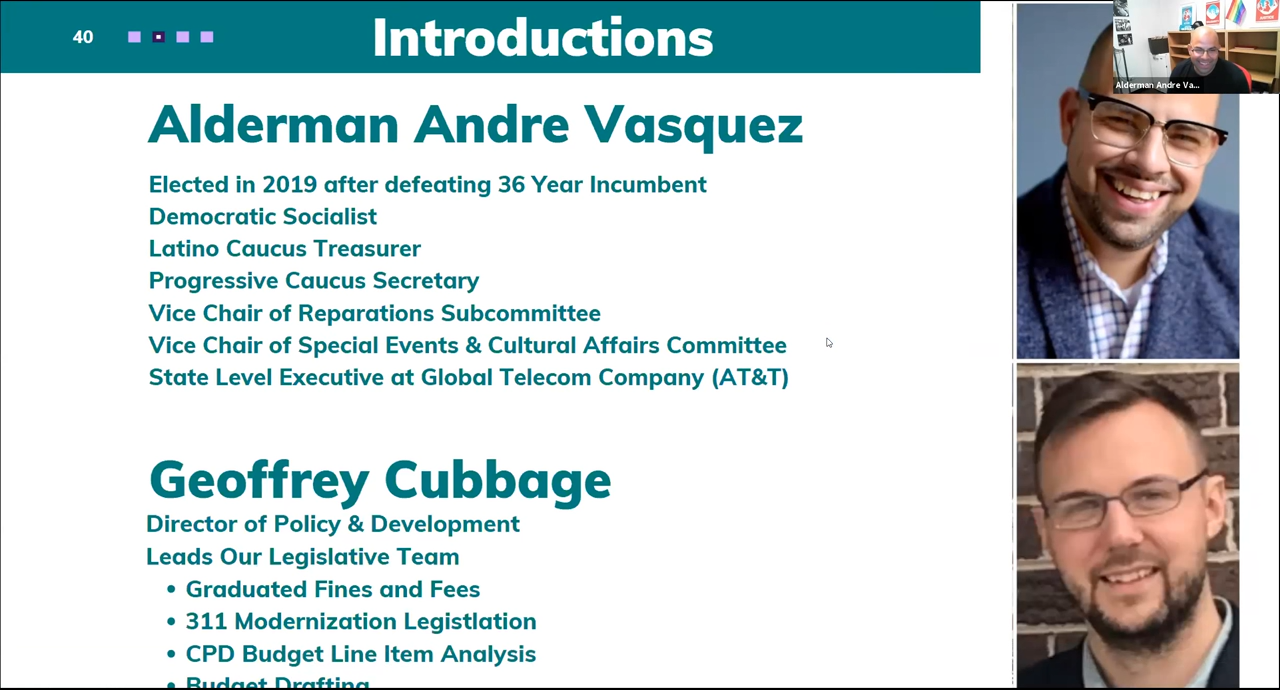 40
Introductions
Alderman Andre Va...
Alderman Andre Vasquez
Elected in 2019 after defeating 36 Year Incumbent
Democratic Socialist
Latino Caucus Treasurer
Progressive Caucus Secretary
Vice Chair of Reparations Subcommittee
Vice Chair of Special Events & Cultural Affairs Committee
State Level Executive at Global Telecom Company (AT&T)
Geoffrey Cubbage
Director of Policy & Development
Leads Our Legislative Team
• Graduated Fines and Fees
• 311 Modernization Legistlation
• CPD Budget Line Item Analysis
• Budget Drafting